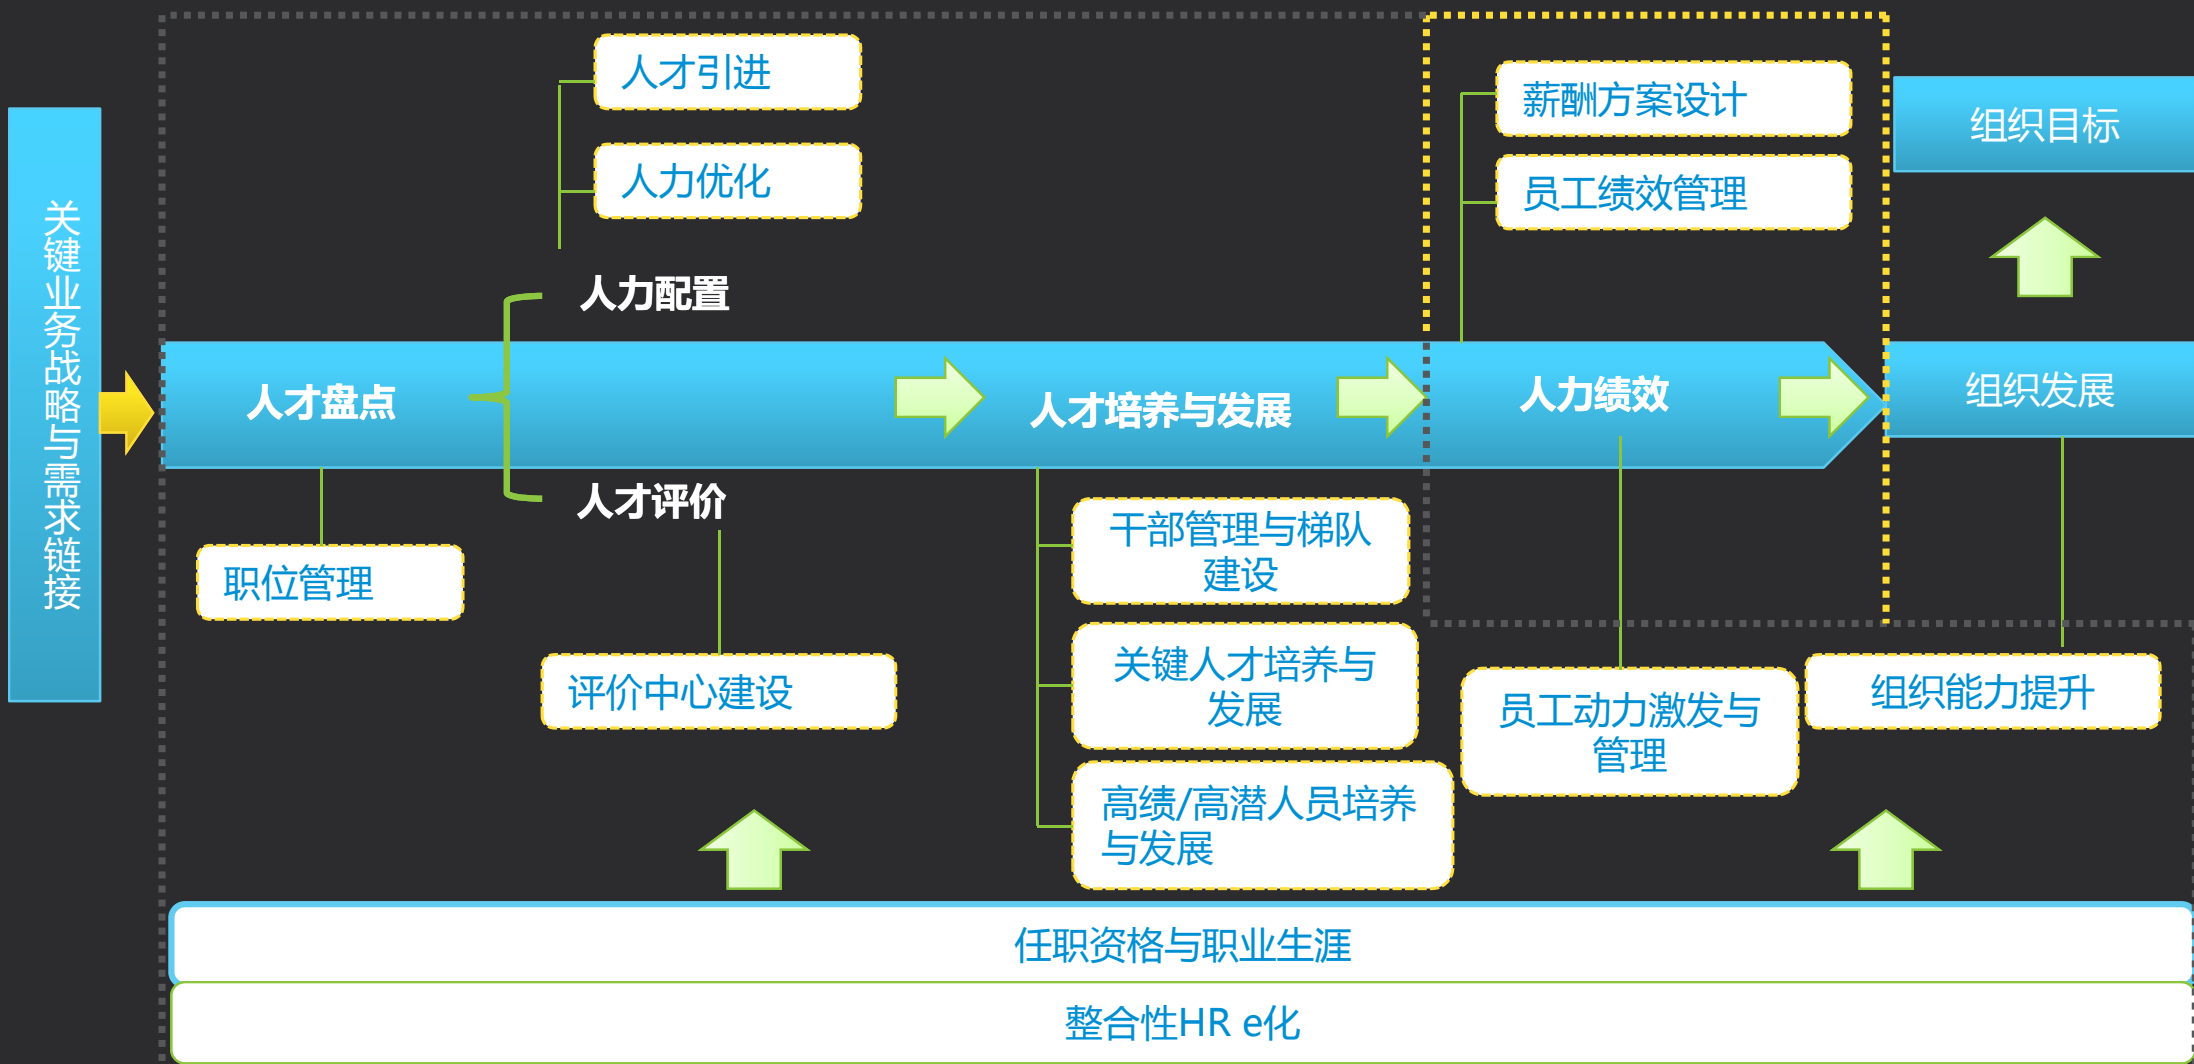 关键业务战略与需求链接
人才引进
人力优化
人力配置
人才盘点
人才评价
职位管理
评价中心建设
人才培养与发展
干部管理与梯队
建设
关键人才培养与
发展
高绩/高潜人员培养
与发展
薪酬方案设计
员工绩效管理
人力绩效
员工动力激发与
管理
组织目标
组织发展
组织能力提升
任职资格与职业生涯
整合性HR e化